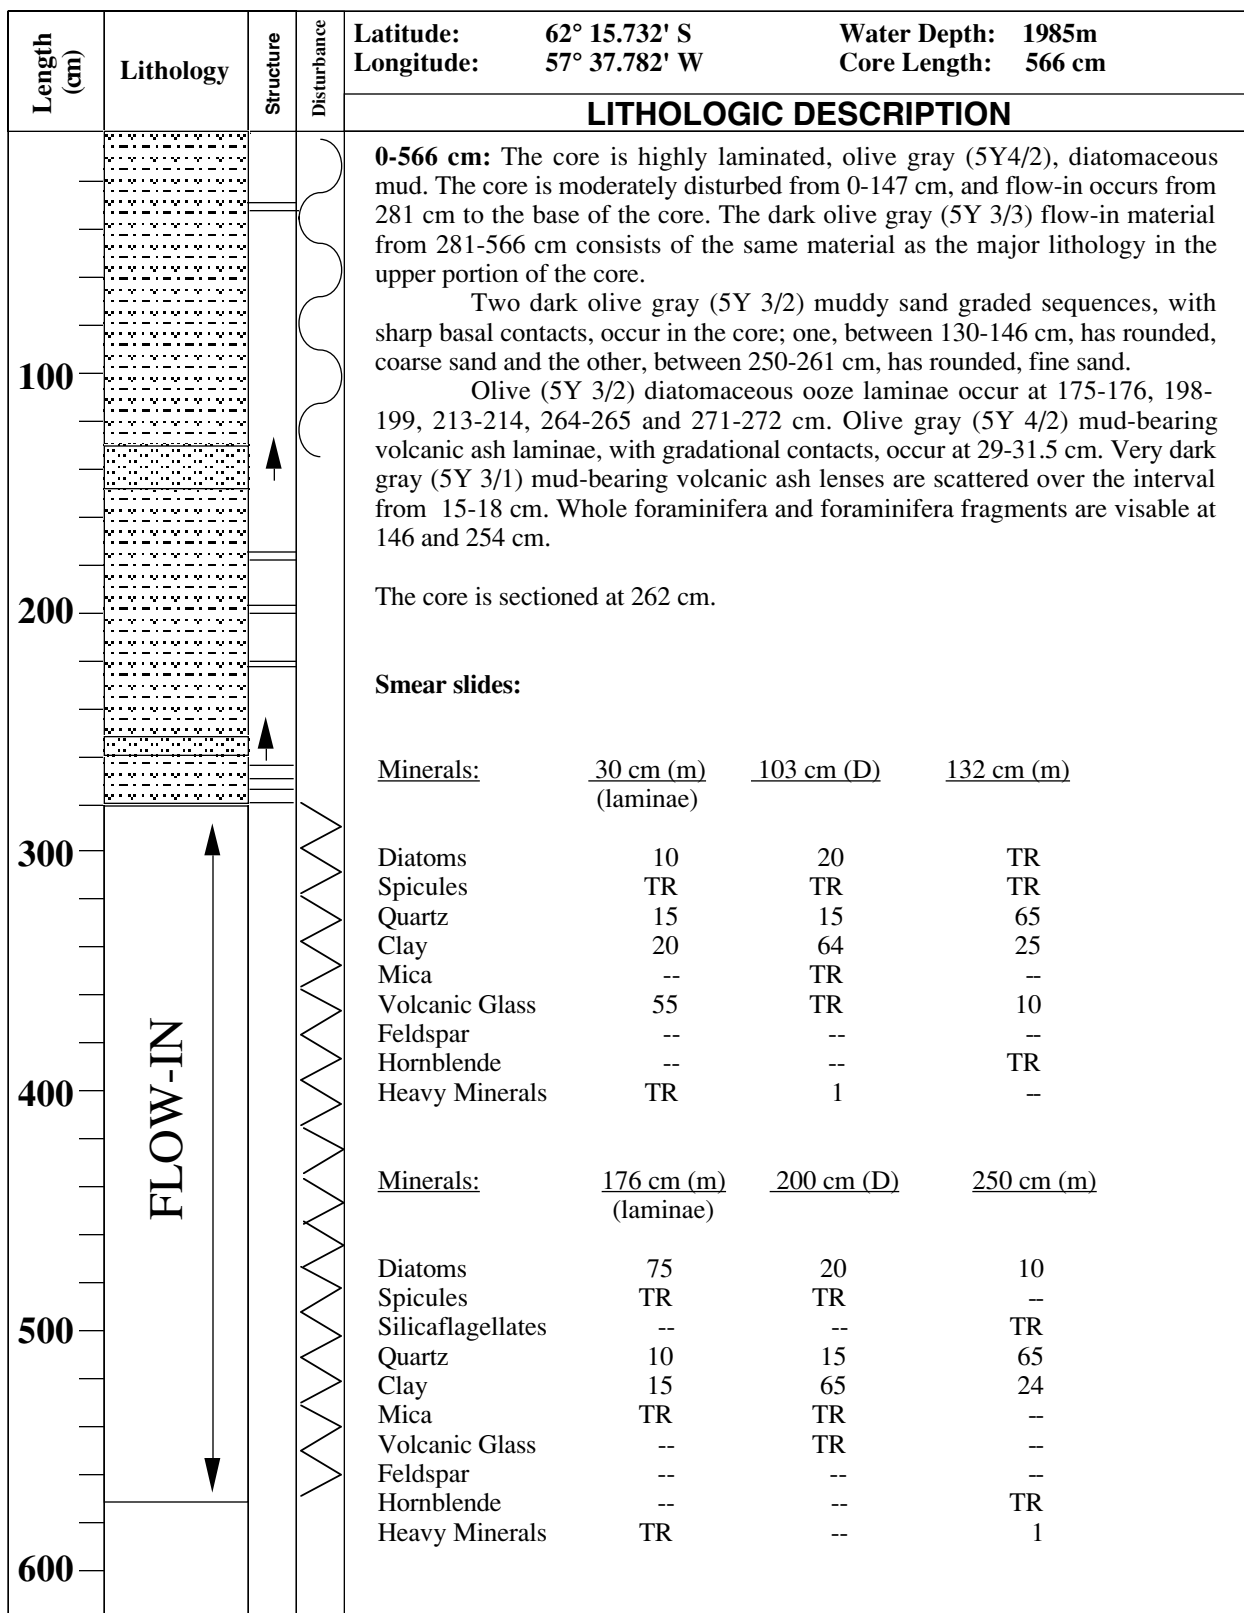 Length (cm)
Lithology
Structure
Disturbance
Latitude: 62° 15.732' S Water Depth: 1985m
Longitude: 57° 37.782' W Core Length: 566 cm
LITHOLOGIC DESCRIPTION
0-566 cm: The core is highly laminated, olive gray (5Y4/2), diatomaceous
mud. The core is moderately disturbed from 0-147 cm, and flow-in occurs from
281 cm to the base of the core. The dark olive gray (5Y 3/3) flow-in material
from 281-566 cm consists of the same material as the major lithology in the
upper portion of the core.
Two dark olive gray (5Y 3/2) muddy sand graded sequences, with
sharp basal contacts, occur in the core; one, between 130-146 cm, has rounded,
coarse sand and the other, between 250-261 cm, has rounded, fine sand.
Olive (5Y 3/2) diatomaceous ooze laminae occur at 175-176, 198-
199, 213-214, 264-265 and 271-272 cm. Olive gray (5Y 4/2) mud-bearing
volcanic ash laminae, with gradational contacts, occur at 29-31.5 cm. Very dark
gray (5Y 3/1) mud-bearing volcanic ash lenses are scattered over the interval
from 15-18 cm. Whole foraminifera and foraminifera fragments are visable at
146 and 254 cm.
The core is sectioned at 262 cm.
Smear slides:
Minerals: 30 cm (m) 103 cm (D) 132 cm (m)
(laminae)
Diatoms 10 20 TR
Spicules TR TR TR
Quartz 15 15 65
Clay 20 64 25
Mica -- TR --
Volcanic Glass 55 TR 10
Feldspar -- -- --
Hornblende -- -- TR
Heavy Minerals TR 1 --
Minerals: 176 cm (m) 200 cm (D) 250 cm (m)
(laminae)
Diatoms 75 20 10
Spicules TR TR --
Silicaflagellates -- -- TR
Quartz 10 15 65
Clay 15 65 24
Mica TR TR --
Volcanic Glass -- TR --
Feldspar -- -- --
Hornblende -- -- TR
Heavy Minerals TR -- 1
100
200
300
400
500
600
FLOW-IN